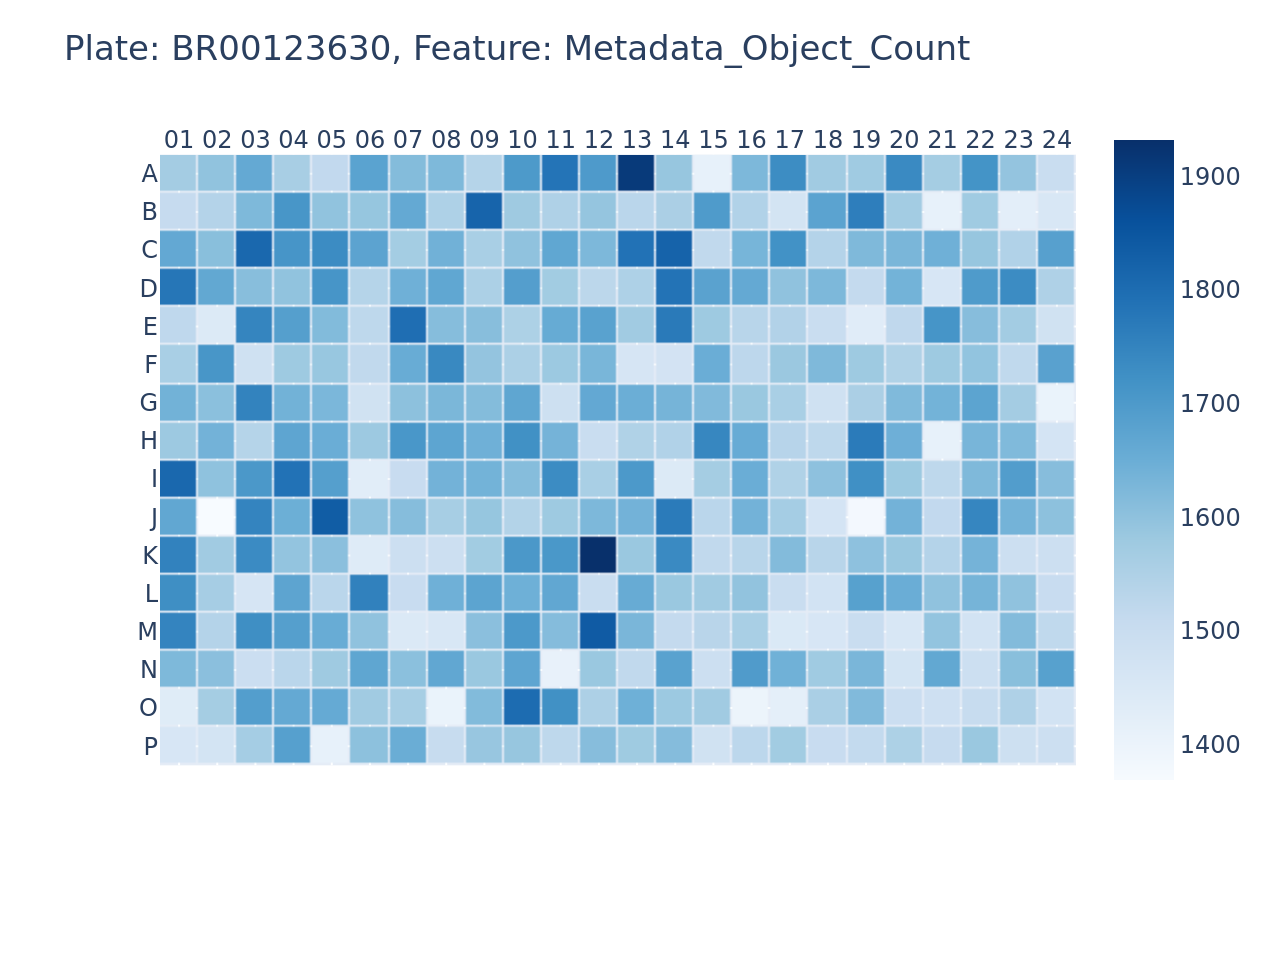 Plate: BR00123630, Feature: Metadata_Object_Count
01 02 03 04 05 06 07 08 09 10 11 12 13 14 15 16 17 18 19 20 21 22 23 24
A
B
C
D
E
F
G
H
I
J
K
L
M
N
O
P
1900
1800
1700
1600
1500
1400